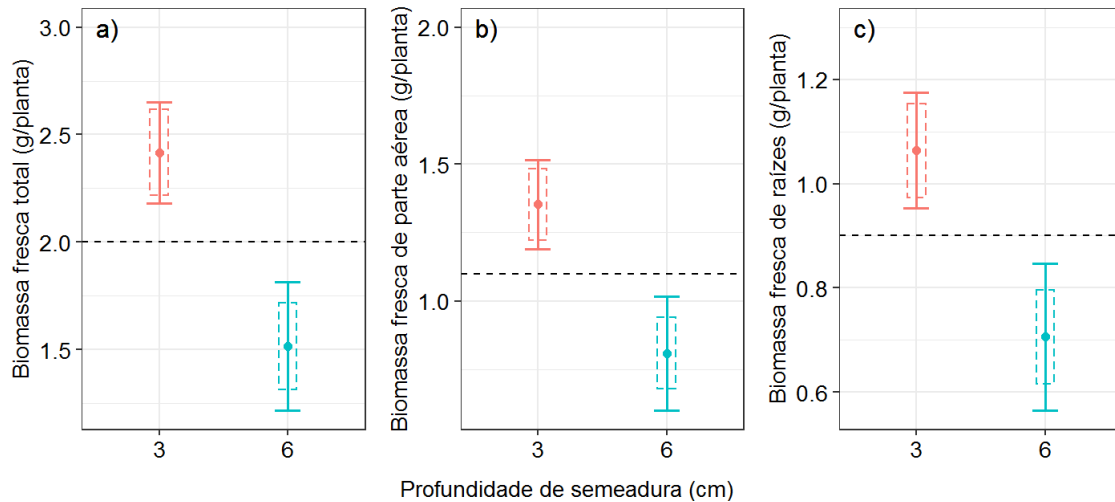 a)
Biomassa fresca total (g/planta)
3.0
2.5
2.0
1.5
3
6
b)
Biomassa fresca de parte aérea (g/planta)
2.0
1.5
1.0
3
6
c)
Biomassa fresca de raízes (g/planta)
1.2
1.0
0.8
0.6
3
6
Profundidade de semeadura (cm)